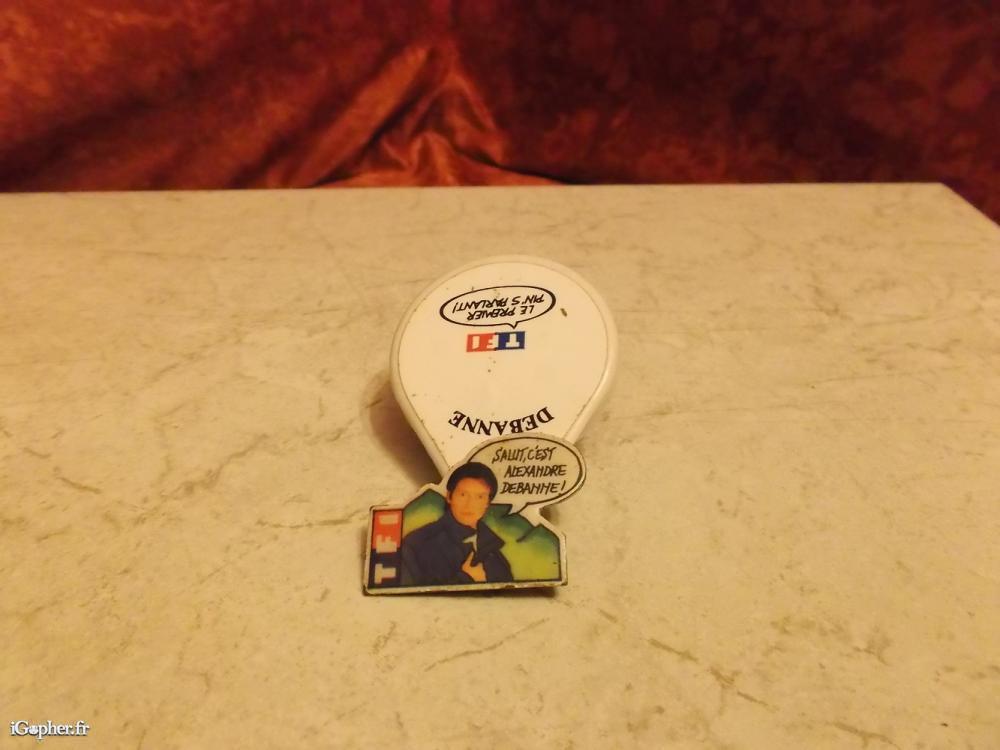 LE PREMIER
PIN'S PARLANT!
TF1
DEBANNE
SALUT, C'EST
ALEXANDRE
DEBANNE!
TF1
iGopher.fr